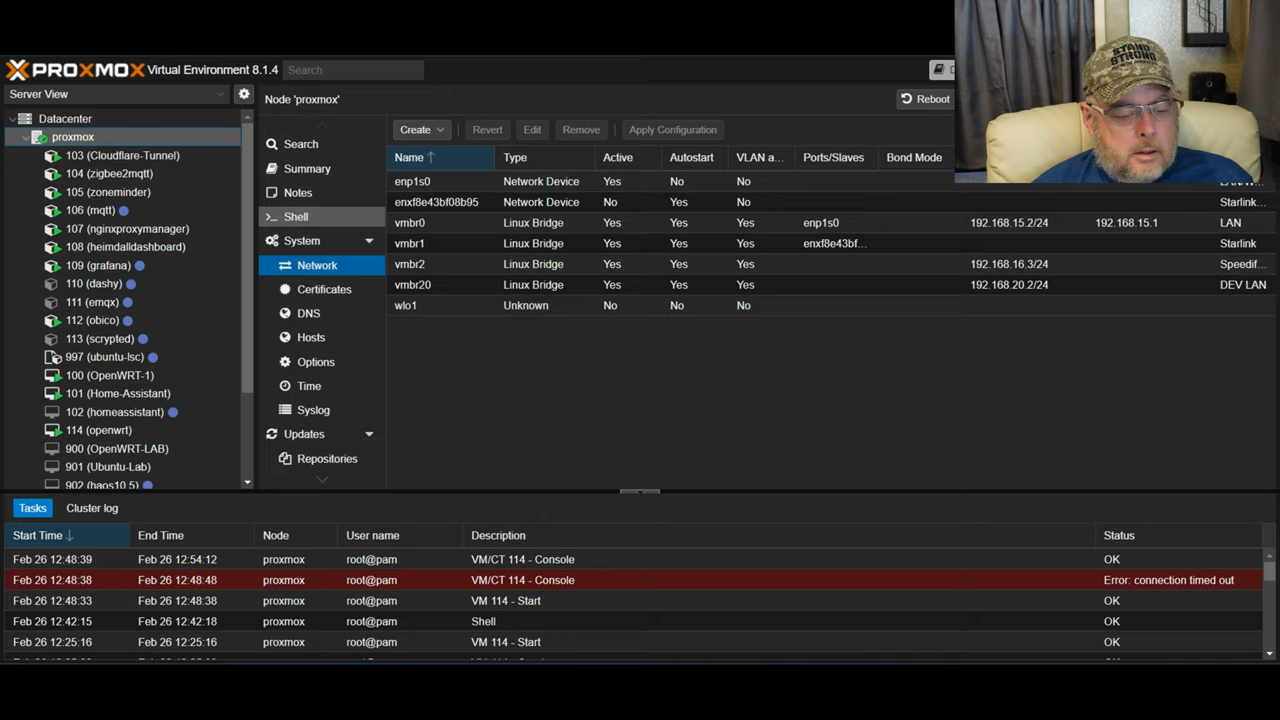 PROXMOX Virtual Environment 8.1.4 Search
STAND STRONG
Server View
Node 'proxmox'
Reboot
Datacenter
proxmox
103 (Cloudflare-Tunnel)
104 (zigbee2mqtt)
105 (zoneminder)
106 (mqtt)
107 (nginxproxymanager)
108 (heimdalldashboard)
109 (grafana)
110 (dashy)
111 (emqx)
112 (obico)
113 (scrypted)
997 (ubuntu-lsc)
100 (OpenWRT-1)
101 (Home-Assistant)
102 (homeassistant)
114 (openwrt)
900 (OpenWRT-LAB)
901 (Ubuntu-Lab)
902 (haos10.5)
Search
Summary
Notes
Shell
System
Network
Certificates
DNS
Hosts
Options
Time
Syslog
Updates
Repositories
Create Revert Edit Remove Apply Configuration
Name Type Active Autostart VLAN a... Ports/Slaves Bond Mode
enp1s0 Network Device Yes No No
enxf8e43bf08b95 Network Device No Yes No Starlink...
vmbr0 Linux Bridge Yes Yes Yes enp1s0 192.168.15.2/24 192.168.15.1 LAN
vmbr1 Linux Bridge Yes Yes Yes enxf8e43bf... Starlink
vmbr2 Linux Bridge Yes Yes Yes 192.168.16.3/24 Speedif...
vmbr20 Linux Bridge Yes Yes Yes 192.168.20.2/24 DEV LAN
wlo1 Unknown No No No
Tasks Cluster log
Start Time End Time Node User name Description Status
Feb 26 12:48:39 Feb 26 12:54:12 proxmox root@pam VM/CT 114 - Console OK
Feb 26 12:48:38 Feb 26 12:48:48 proxmox root@pam VM/CT 114 - Console Error: connection timed out
Feb 26 12:48:33 Feb 26 12:48:38 proxmox root@pam VM 114 - Start OK
Feb 26 12:42:15 Feb 26 12:42:18 proxmox root@pam Shell OK
Feb 26 12:25:16 Feb 26 12:25:16 proxmox root@pam VM 114 - Start OK